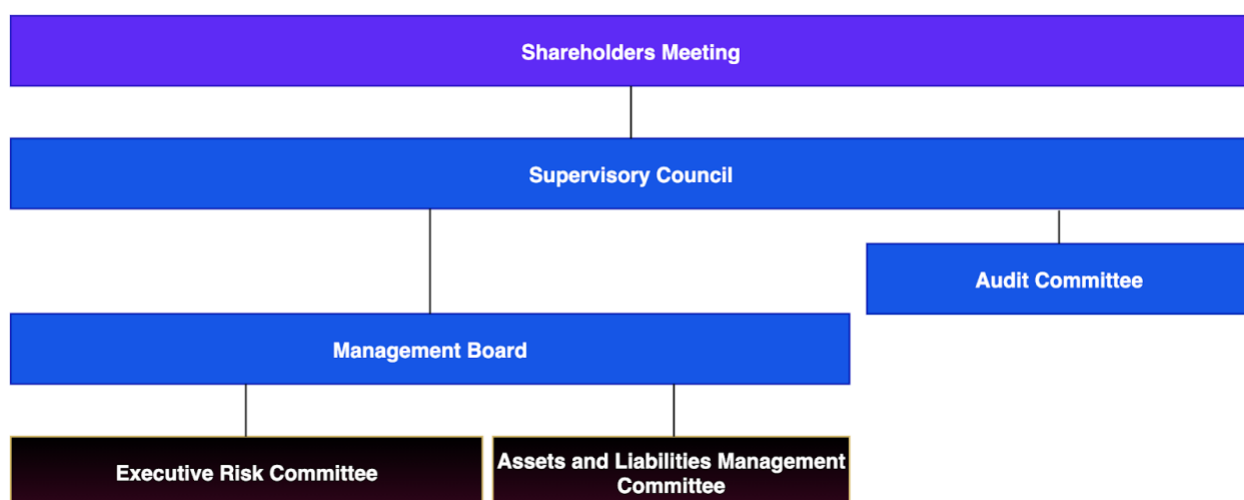 Shareholders Meeting
Supervisory Council
Audit Committee
Management Board
Executive Risk Committee
Assets and Liabilities Management
Committee